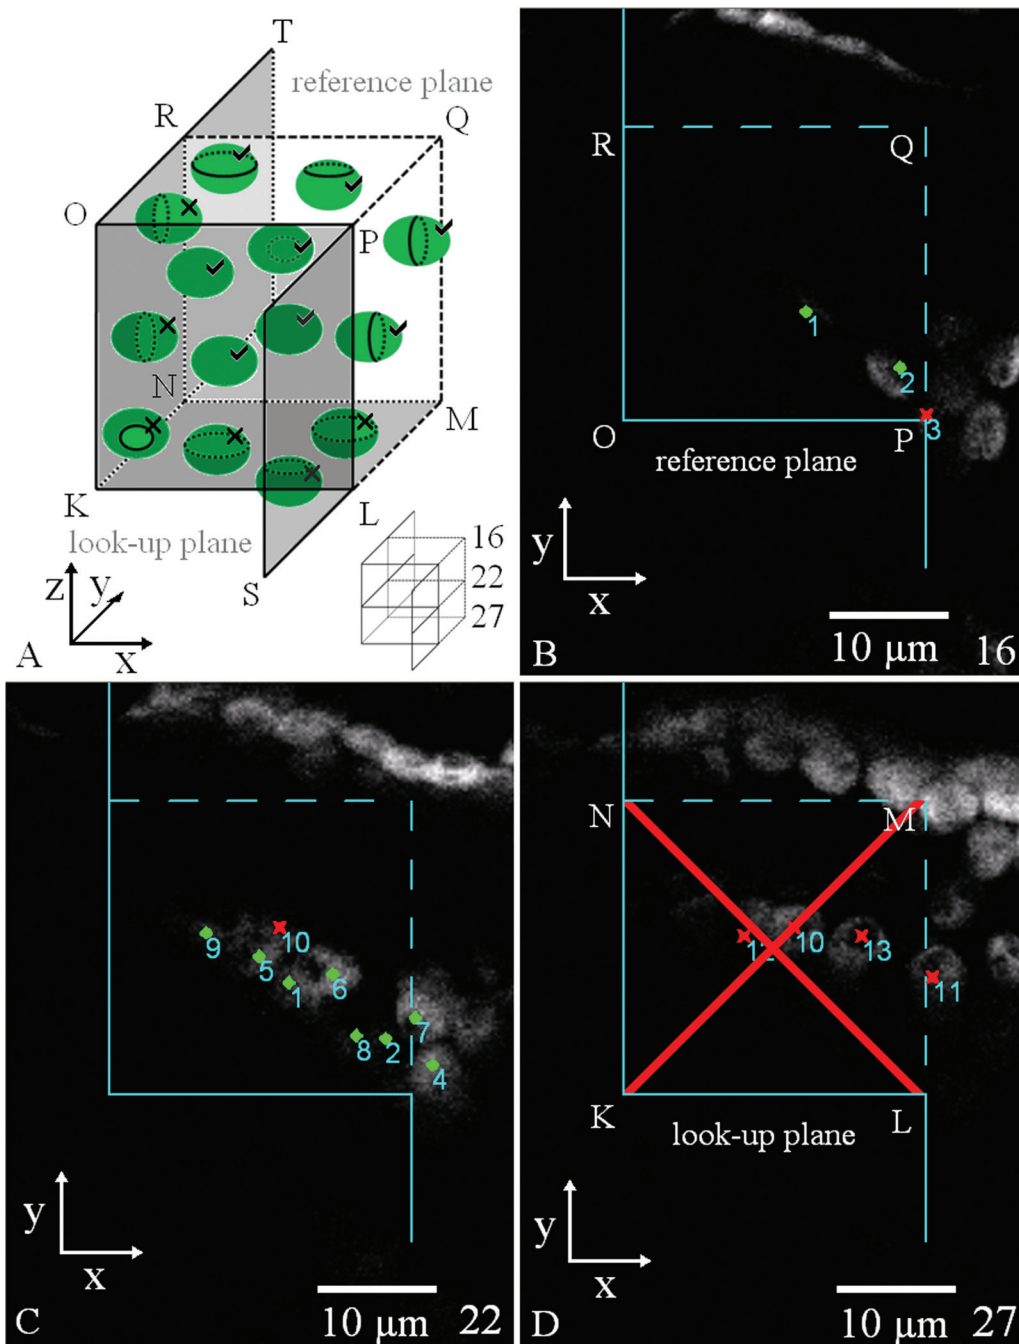 T
reference plane
R
Q
O
P
N
M
K
L
look-up plane
S
16
22
27
z
y
x
A
R
Q
1
2
3
O
P
reference plane
y
x
10 μm
B
16
9
10
5
1
6
7
8
2
4
y
x
10 μm
C
22
N
M
12
10
13
11
K
L
look-up plane
y
x
10 μm
D
27